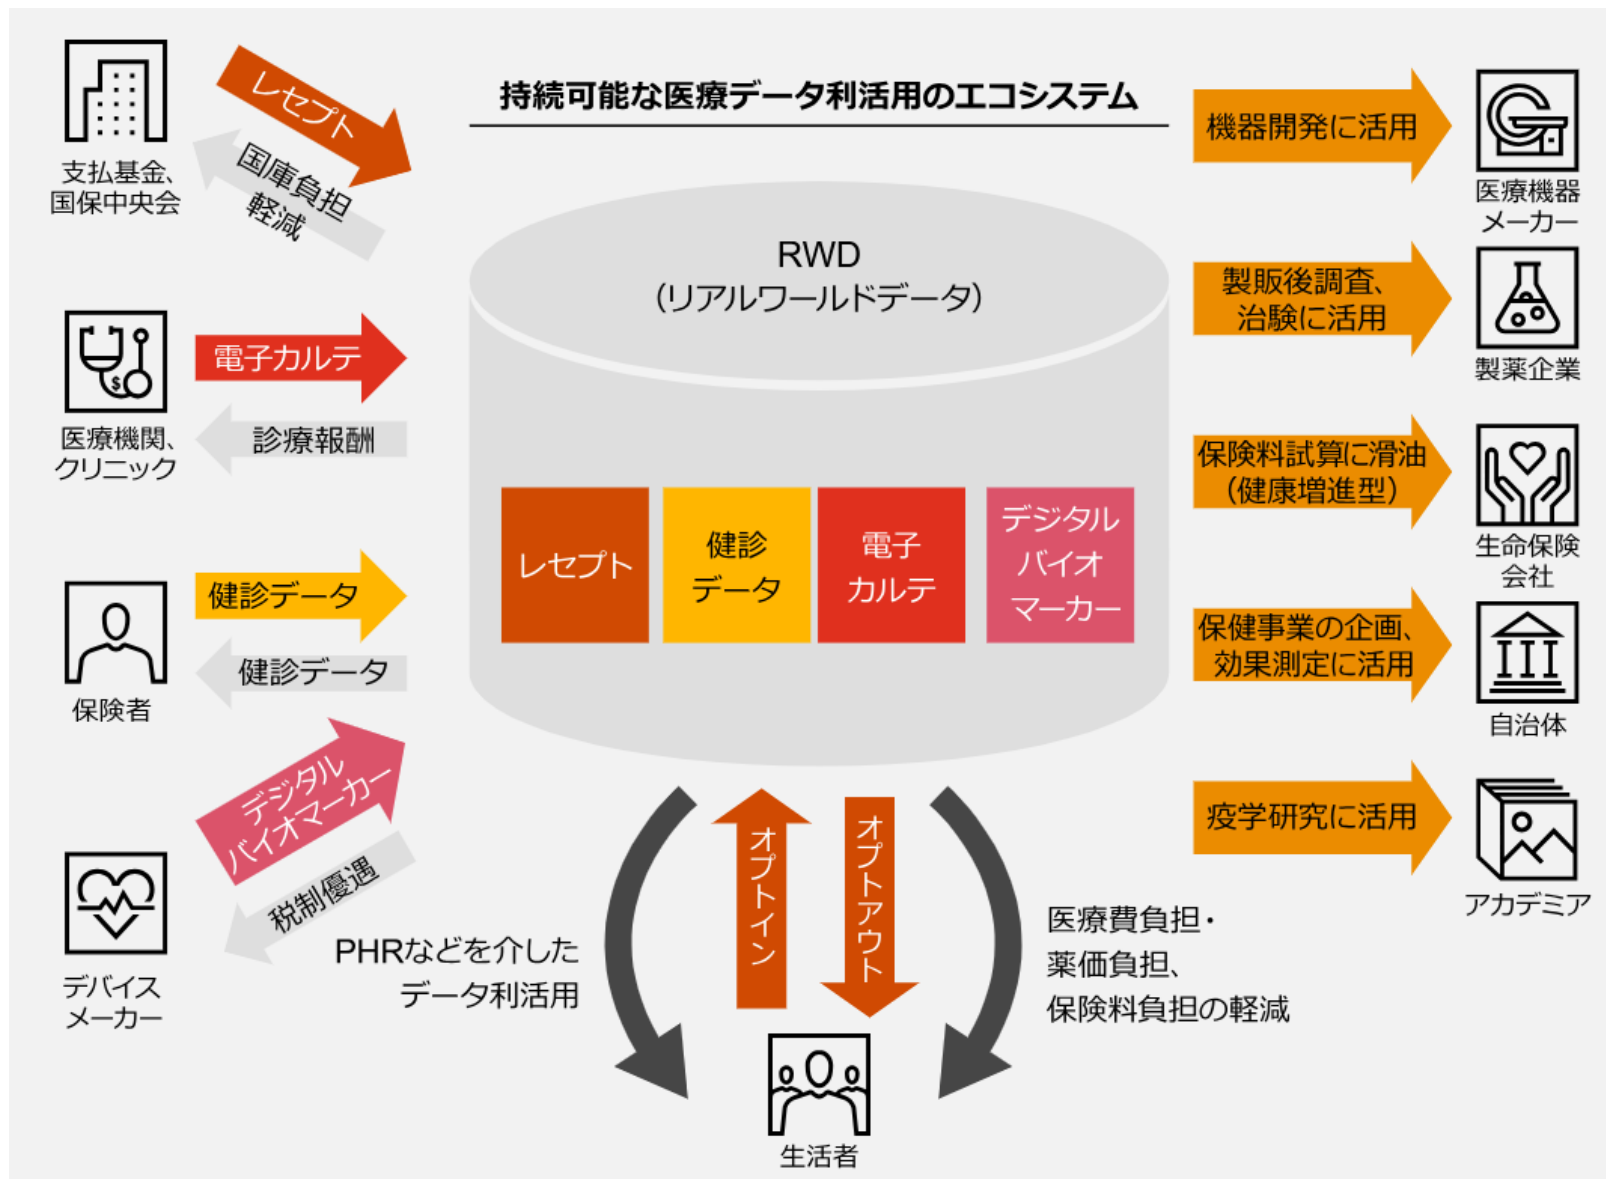 持続可能な医療データ利活用のエコシステム
レセプト
国庫負担
軽減
支払基金、
国保中央会
電子カルテ
診療報酬
医療機関、
クリニック
健診データ
健診データ
保険者
デジタル
バイオマーカー
税制優遇
デバイス
メーカー
RWD
（リアルワールドデータ）
レセプト
健診
データ
電子
カルテ
デジタル
バイオ
マーカー
機器開発に活用
医療機器
メーカー
製販後調査、
治験に活用
製薬企業
保険料試算に滑油
（健康増進型）
生命保険
会社
保健事業の企画、
効果測定に活用
自治体
疫学研究に活用
アカデミア
PHRなどを介した
データ利活用
オプトイン
オプトアウト
医療費負担・
薬価負担、
保険料負担の軽減
生活者